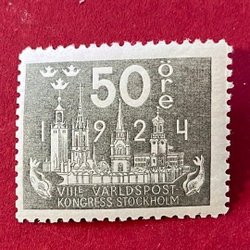 50 öre
1924
VIII:E VÄRLDSPOST-
KONGRESS STOCKHOLM